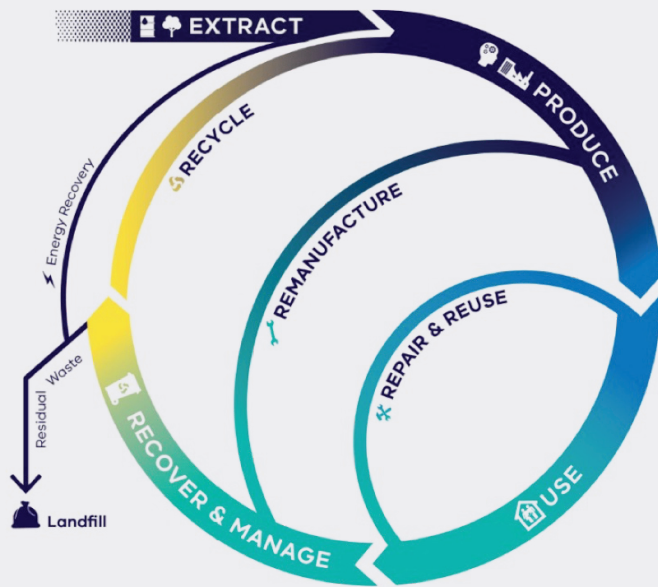 EXTRACT
PRODUCE
RECYCLE
Energy Recovery
REMANUFACTURE
REPAIR & REUSE
Residual Waste
RECOVER & MANAGE
USE
Landfill